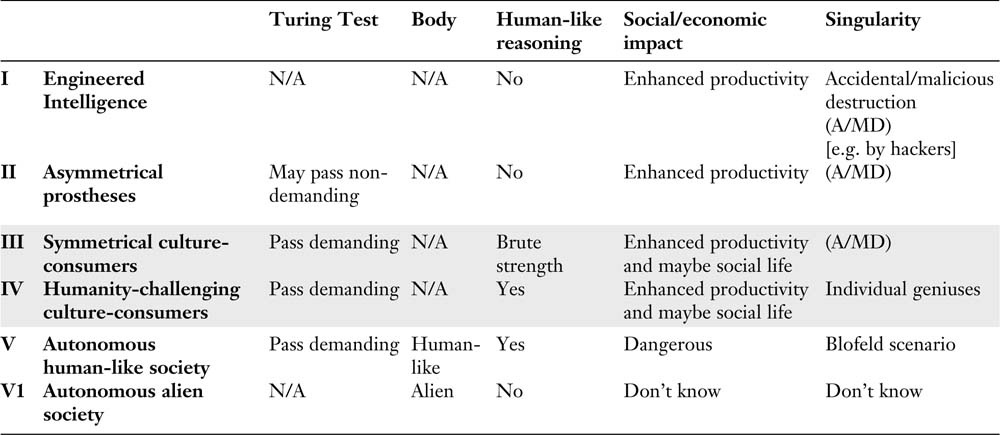 Turing Test Body Human-like Social/economic Singularity
reasoning impact
I Engineered N/A N/A No Enhanced productivity Accidental/malicious
Intelligence destruction
(A/MD)
[e.g. by hackers]
II Asymmetrical May pass non- N/A No Enhanced productivity (A/MD)
prostheses demanding
III Symmetrical culture- Pass demanding N/A Brute Enhanced productivity (A/MD)
consumers strength and maybe social life
IV Humanity-challenging Pass demanding N/A Yes Enhanced productivity Individual geniuses
culture-consumers and maybe social life
V Autonomous Pass demanding Human- Yes Dangerous Blofeld scenario
human-like society like
V1 Autonomous alien N/A Alien No Don’t know Don’t know
society